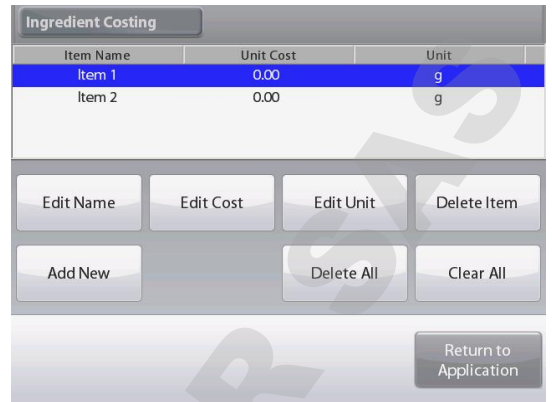 Ingredient Costing
Item Name Unit Cost Unit
Item 1 0.00 g
Item 2 0.00 g
Edit Name Edit Cost Edit Unit Delete Item
Add New Delete All Clear All
Return to
Application